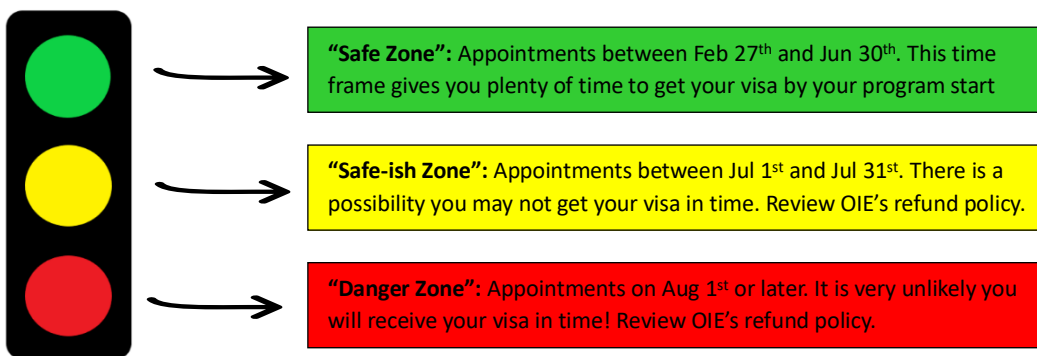 “Safe Zone”: Appointments between Feb 27th and Jun 30th. This time
frame gives you plenty of time to get your visa by your program start
“Safe-ish Zone”: Appointments between Jul 1st and Jul 31st. There is a
possibility you may not get your visa in time. Review OIE’s refund policy.
“Danger Zone”: Appointments on Aug 1st or later. It is very unlikely you
will receive your visa in time! Review OIE’s refund policy.